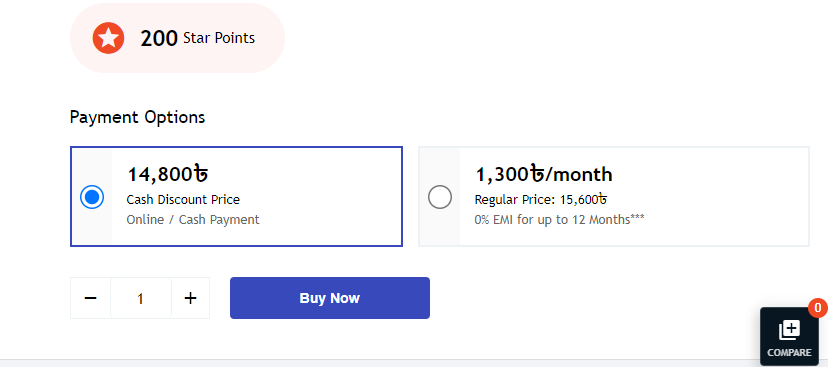 200 Star Points
Payment Options
14,800৳
Cash Discount Price
Online / Cash Payment
1,300৳/month
Regular Price: 15,600৳
0% EMI for up to 12 Months***
− 1 +
Buy Now
0
COMPARE